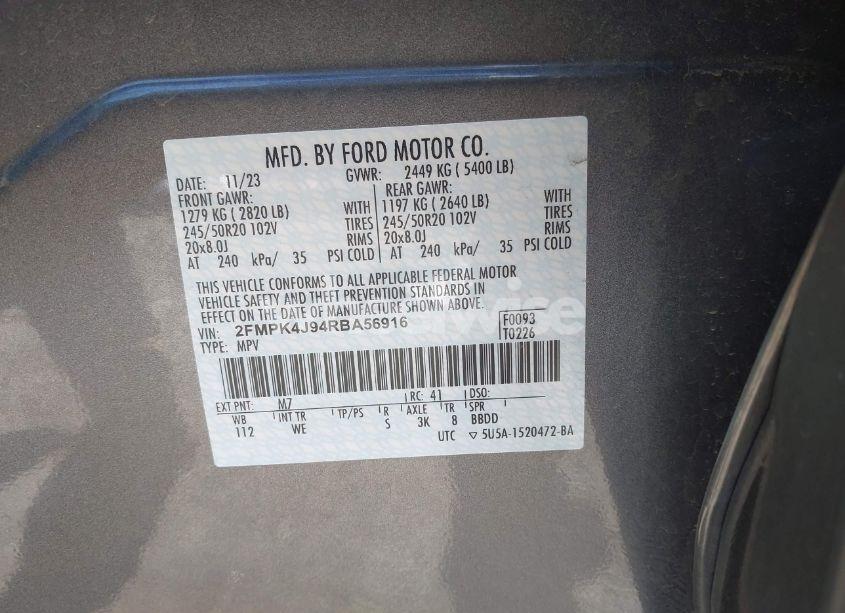 MFD. BY FORD MOTOR CO.
DATE: 11/23 GVWR: 2449 KG ( 5400 LB)
FRONT GAWR: REAR GAWR:
1279 KG ( 2820 LB) WITH 1197 KG ( 2640 LB) WITH
245/50R20 102V TIRES 245/50R20 102V TIRES
20x8.0J RIMS 20x8.0J RIMS
AT 240 kPa/ 35 PSI COLD AT 240 kPa/ 35 PSI COLD
THIS VEHICLE CONFORMS TO ALL APPLICABLE FEDERAL MOTOR
VEHICLE SAFETY AND THEFT PREVENTION STANDARDS IN
EFFECT ON THE DATE OF MANUFACTURE SHOWN ABOVE.
VIN: 2FMPK4J94RBA56916 F0093
TYPE: MPV T0226
EXT PNT: M7 RC: 41 DSO:
WB INT TR TP/PS R AXLE TR SPR
112 WE S 3K 8 BBDD
UTC ▽ 5U5A-1520472-BA